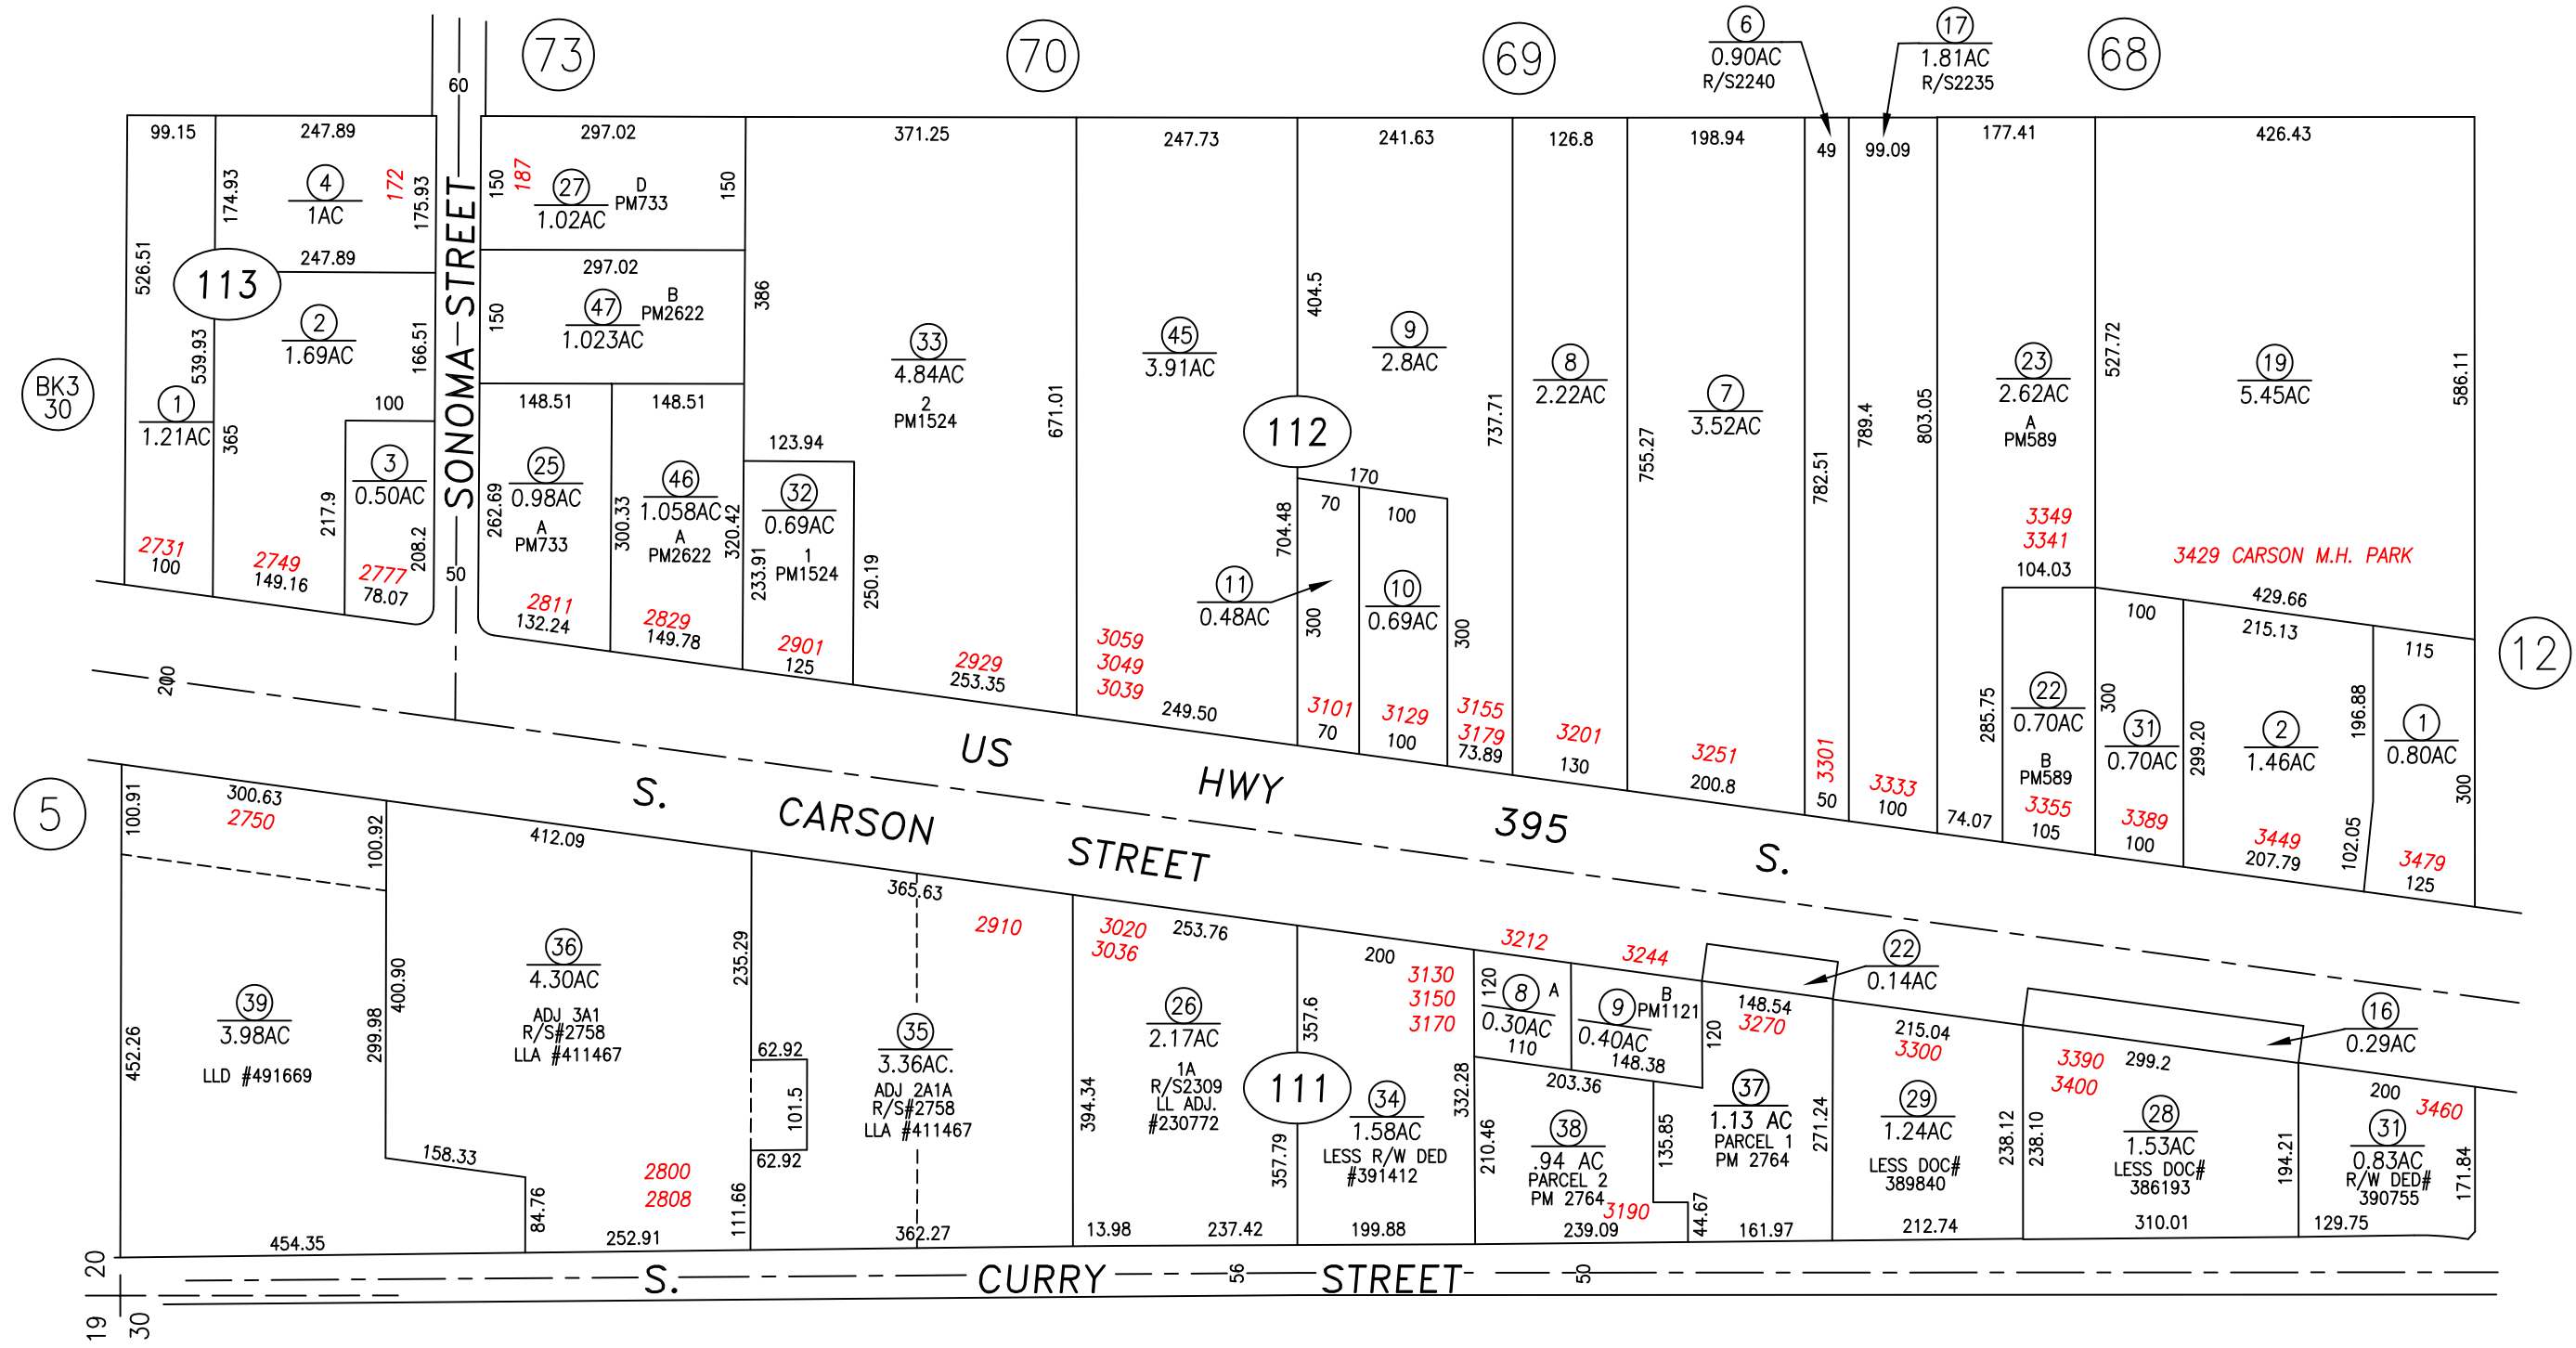 73
70
69
68
6
0.90AC
R/S2240
17
1.81AC
R/S2235
60
99.15
247.89
297.02
371.25
247.73
241.63
126.8
198.94
49
99.09
177.41
426.43
526.51
174.93
4
1AC
172
175.93
247.89
113
BK3
30
1
1.21AC
539.93
365
2
1.69AC
166.51
100
3
0.50AC
217.9
208.2
2731
100
2749
149.16
2777
78.07
SONOMA STREET
50
150
187
27
1.02AC
D
PM733
150
297.02
150
47
1.023AC
B
PM2622
386
148.51
148.51
25
0.98AC
A
PM733
262.69
300.33
46
1.058AC
A
PM2622
320.42
2811
132.24
2829
149.78
123.94
32
0.69AC
1
PM1524
233.91
250.19
2901
125
33
4.84AC
2
PM1524
671.01
2929
253.35
45
3.91AC
3059
3049
3039
249.50
404.5
112
704.48
9
2.8AC
737.71
170
70
100
11
0.48AC
300
10
0.69AC
300
3101
70
3129
100
3155
3179
73.89
8
2.22AC
3201
130
755.27
7
3.52AC
3251
200.8
782.51
3301
50
789.4
803.05
3333
100
23
2.62AC
A
PM589
3349
3341
104.03
527.72
19
5.45AC
586.11
3429 CARSON M.H. PARK
429.66
285.75
22
0.70AC
B
PM589
3355
74.07
105
100
300
31
0.70AC
3389
100
299.20
215.13
2
1.46AC
3449
207.79
196.88
102.05
115
1
0.80AC
300
3479
125
12
200
US HWY 395 S.
S. CARSON STREET
5
100.91
300.63
2750
100.92
452.26
39
3.98AC
LLD #491669
299.98
400.90
158.33
84.76
454.35
412.09
36
4.30AC
ADJ 3A1
R/S#2758
LLA #411467
2800
2808
252.91
235.29
62.92
101.5
62.92
111.66
365.63
2910
35
3.36AC.
ADJ 2A1A
R/S#2758
LLA #411467
362.27
394.34
3020
3036
253.76
26
2.17AC
1A
R/S2309
LL ADJ.
#230772
13.98
237.42
357.6
111
357.79
200
3130
3150
3170
34
1.58AC
LESS R/W DED
#391412
332.28
199.88
3212
120
8
A
0.30AC
110
3244
9
B
PM1121
0.40AC
148.38
120
203.36
210.46
38
.94 AC
PARCEL 2
PM 2764
3190
135.85
44.67
239.09
22
0.14AC
148.54
3270
37
1.13 AC
PARCEL 1
PM 2764
271.24
161.97
215.04
3300
29
1.24AC
LESS DOC#
389840
238.12
212.74
16
0.29AC
3390
3400
299.2
238.10
28
1.53AC
LESS DOC#
386193
194.21
310.01
200
3460
31
0.83AC
R/W DED#
390755
171.84
129.75
S. CURRY STREET
56
50
20
19
30